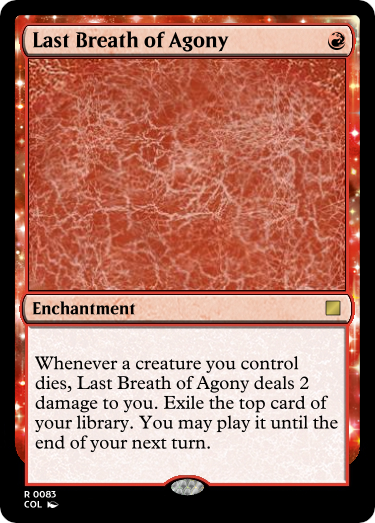 Last Breath of Agony
Enchantment
Whenever a creature you control
dies, Last Breath of Agony deals 2
damage to you. Exile the top card of
your library. You may play it until the
end of your next turn.
R 0083
COL